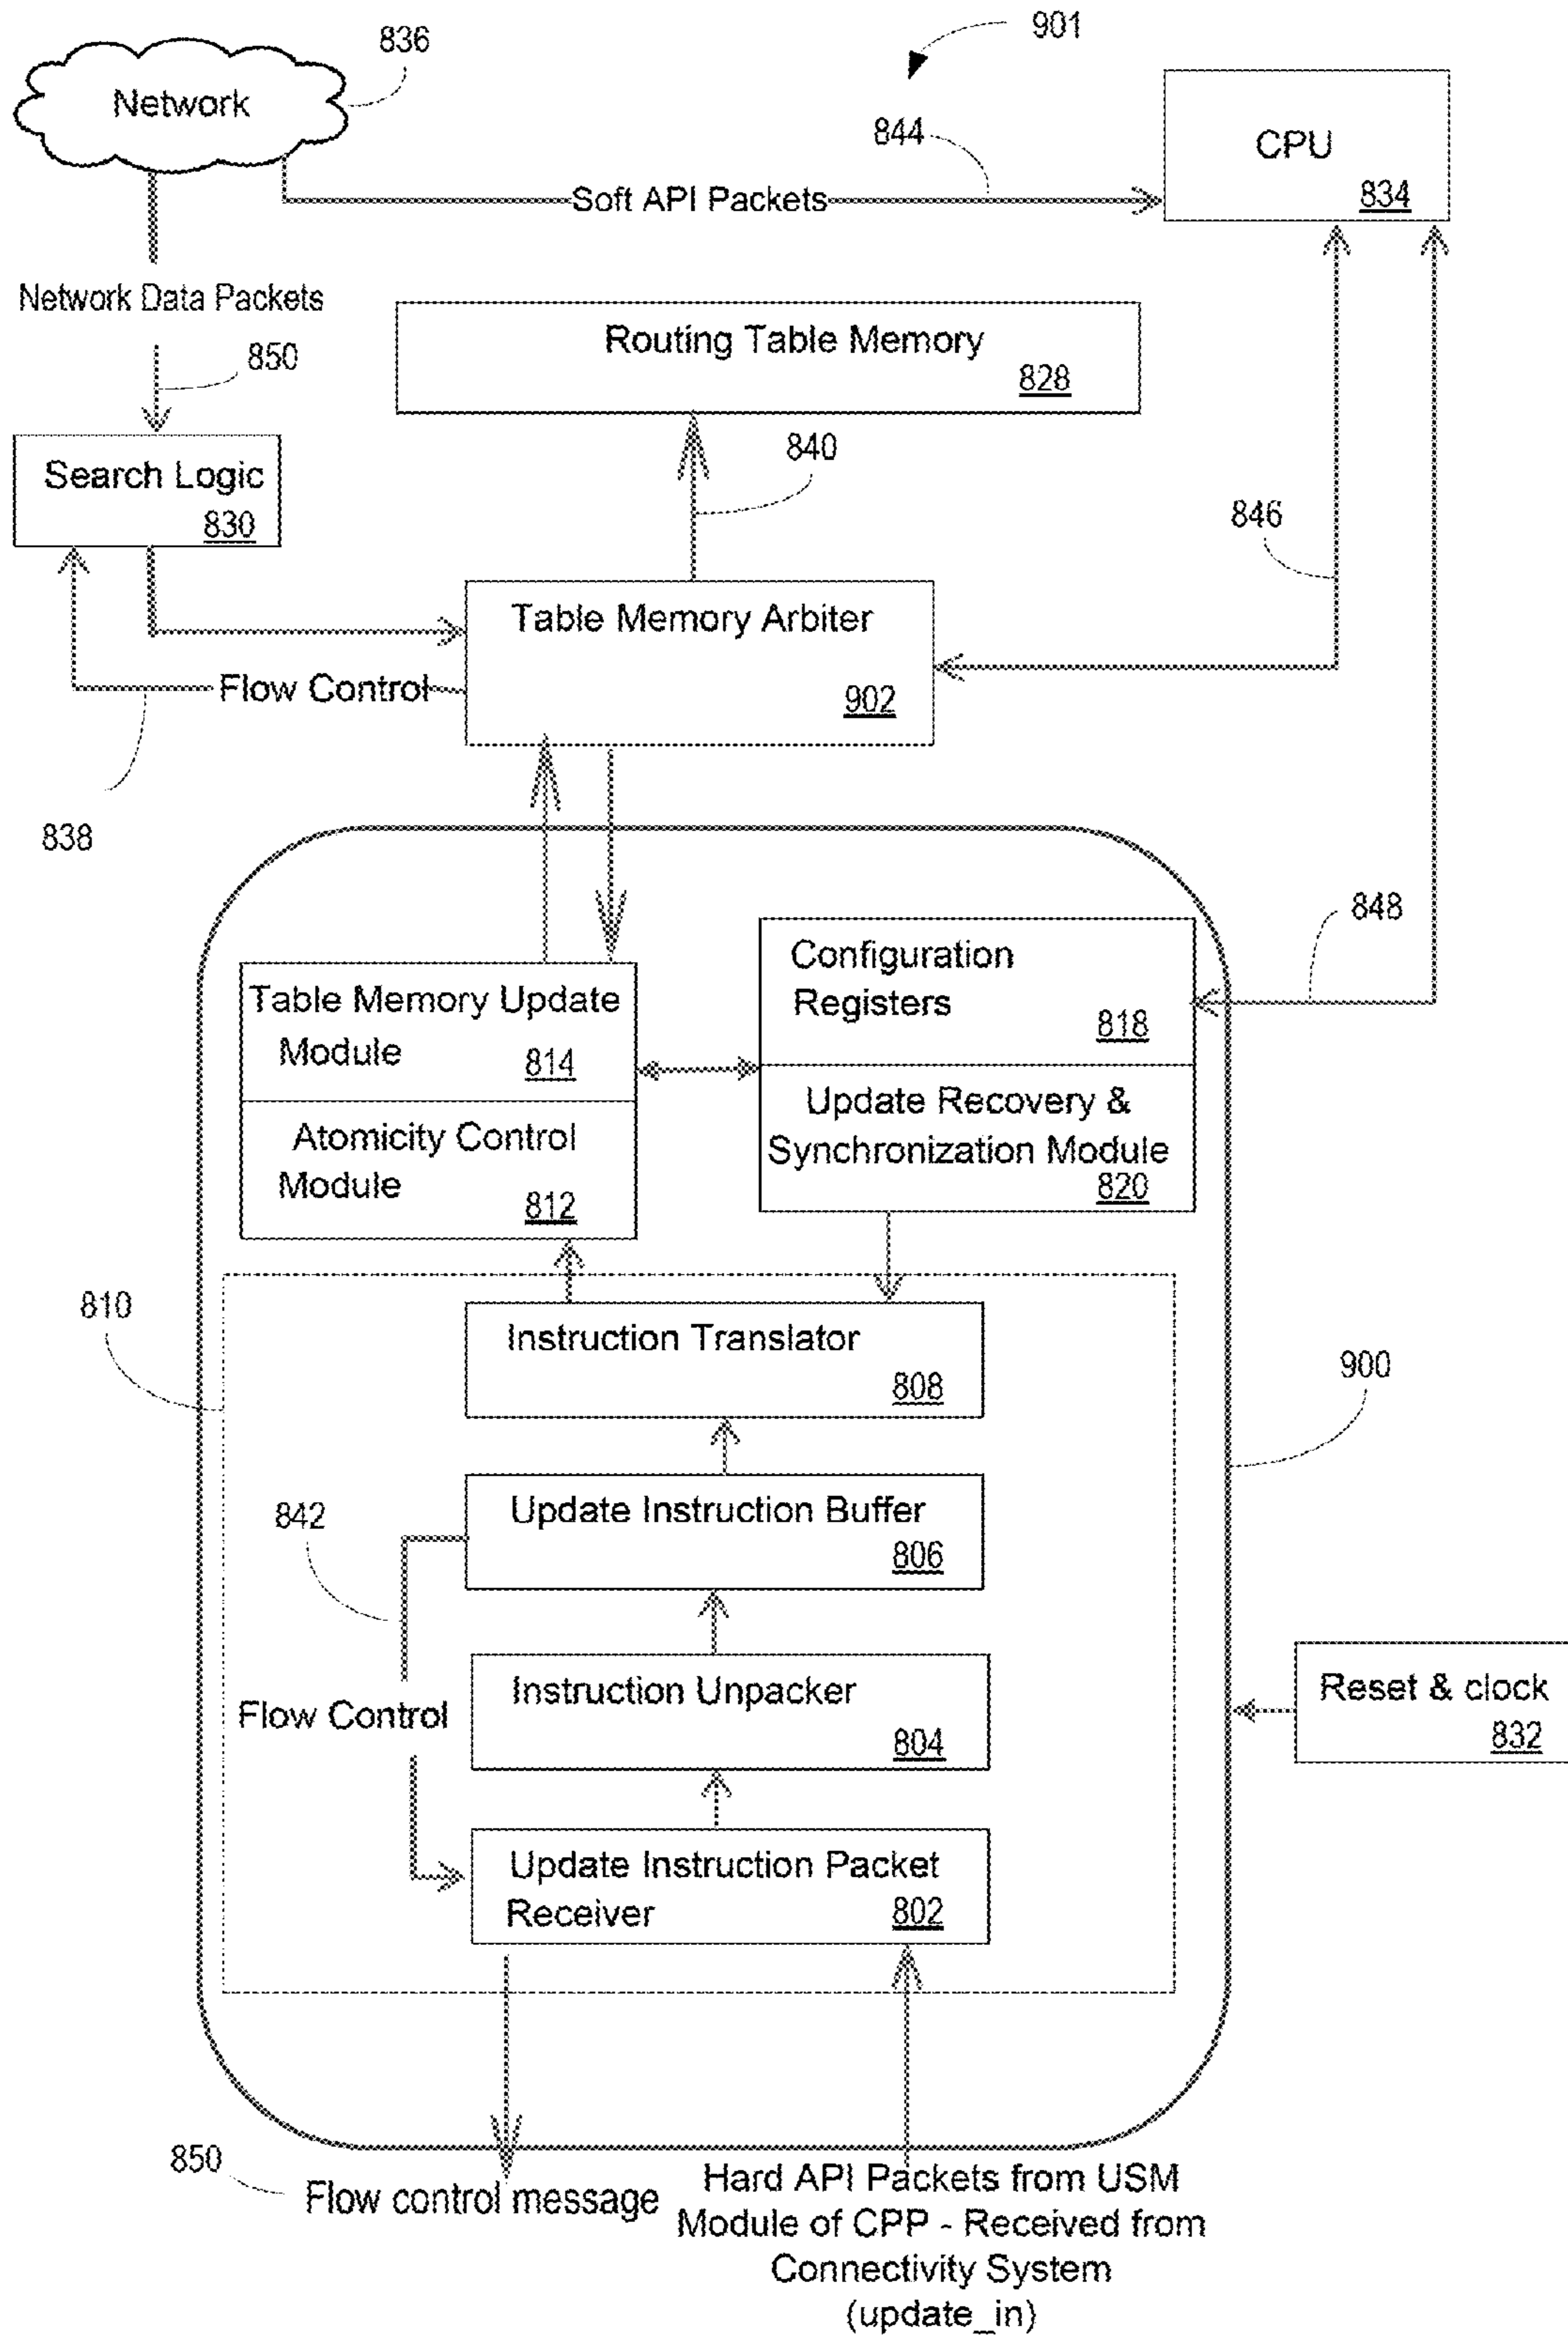 836
901
Network
CPU
834
844
Soft API Packets
Network Data Packets
850
Routing Table Memory
828
Search Logic
830
840
846
Table Memory Arbiter
902
Flow Control
838
848
Configuration
Registers
818
Table Memory Update
Module
814
Update Recovery &
Synchronization Module
820
Atomicity Control
Module
812
810
Instruction Translator
808
900
842
Update Instruction Buffer
806
Flow Control
Instruction Unpacker
804
Reset & clock
832
Update Instruction Packet
Receiver
802
850
Flow control message
Hard API Packets from USM
Module of CPP - Received from
Connectivity System
(update_in)